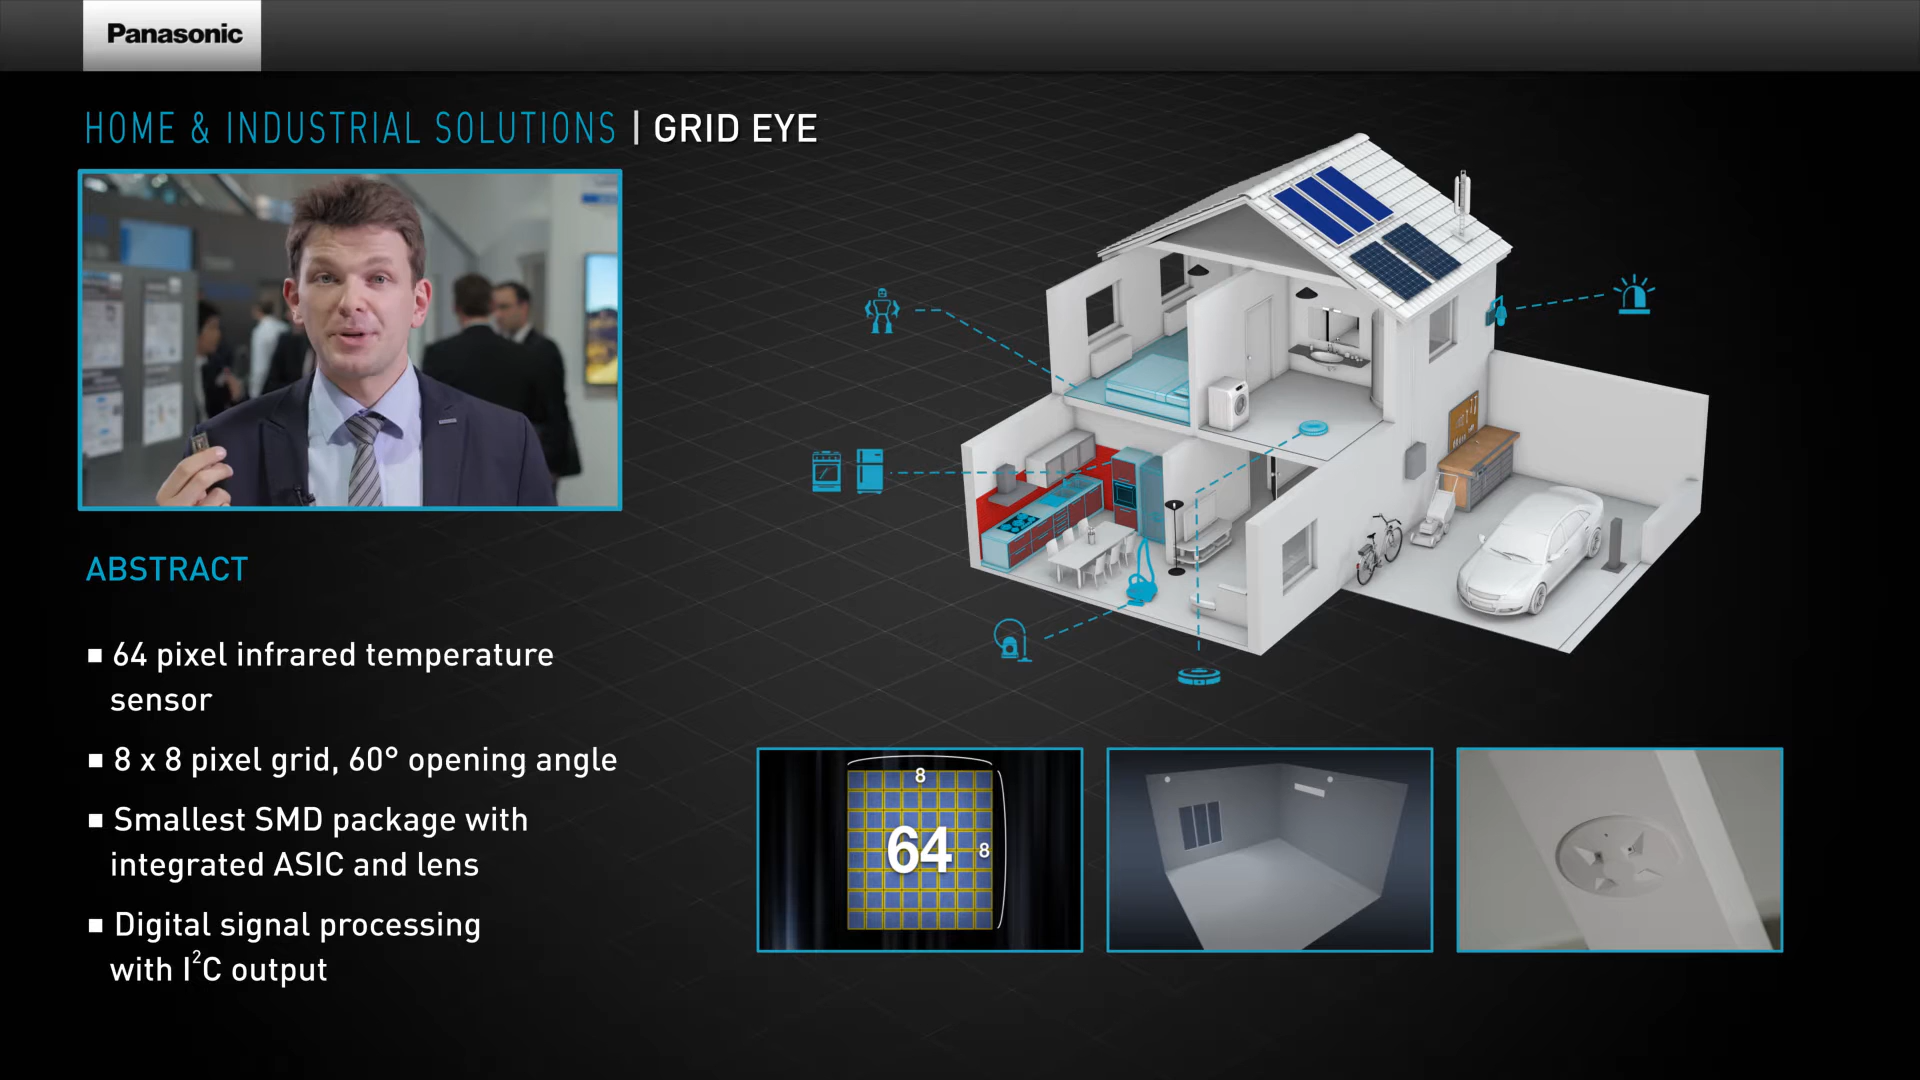 Panasonic
HOME & INDUSTRIAL SOLUTIONS | GRID EYE
ABSTRACT
64 pixel infrared temperature
sensor
8 x 8 pixel grid, 60° opening angle
Smallest SMD package with
integrated ASIC and lens
Digital signal processing
with I²C output
8
64
8